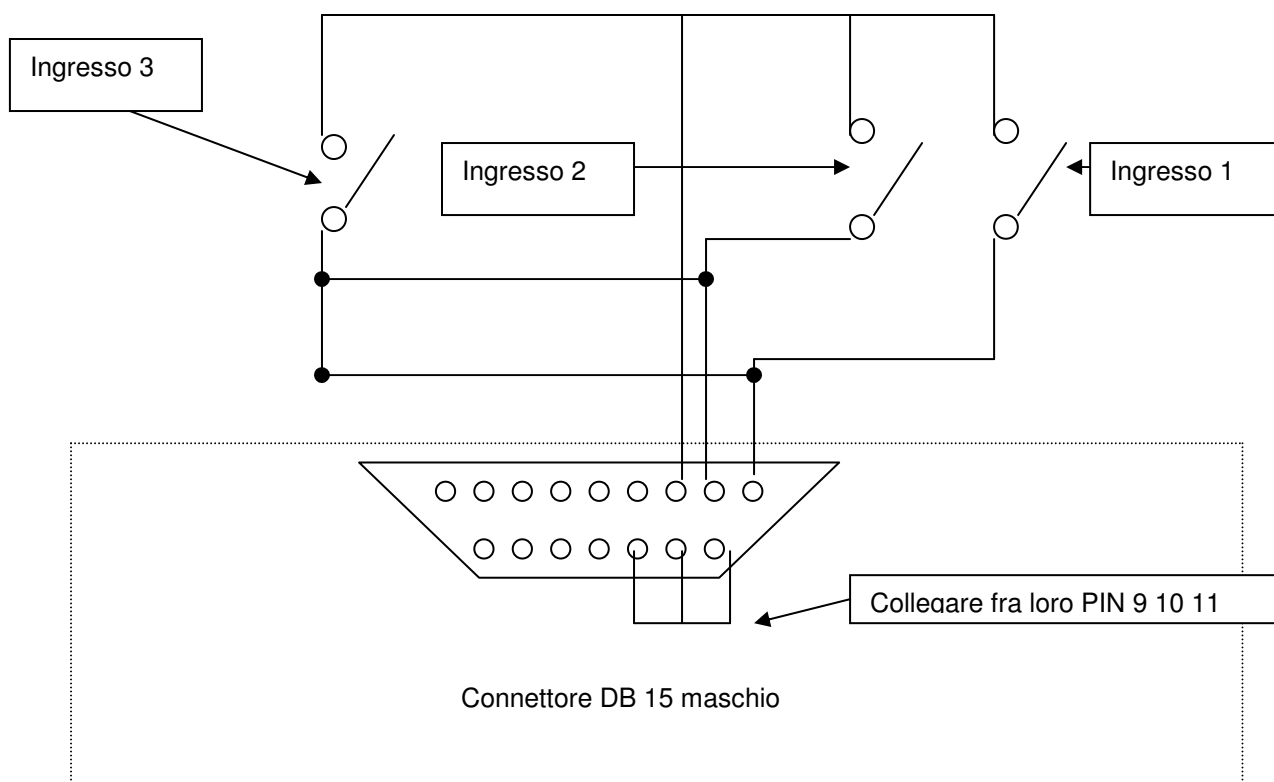 Ingresso 3
Ingresso 2
Ingresso 1
Collegare fra loro PIN 9 10 11
Connettore DB 15 maschio